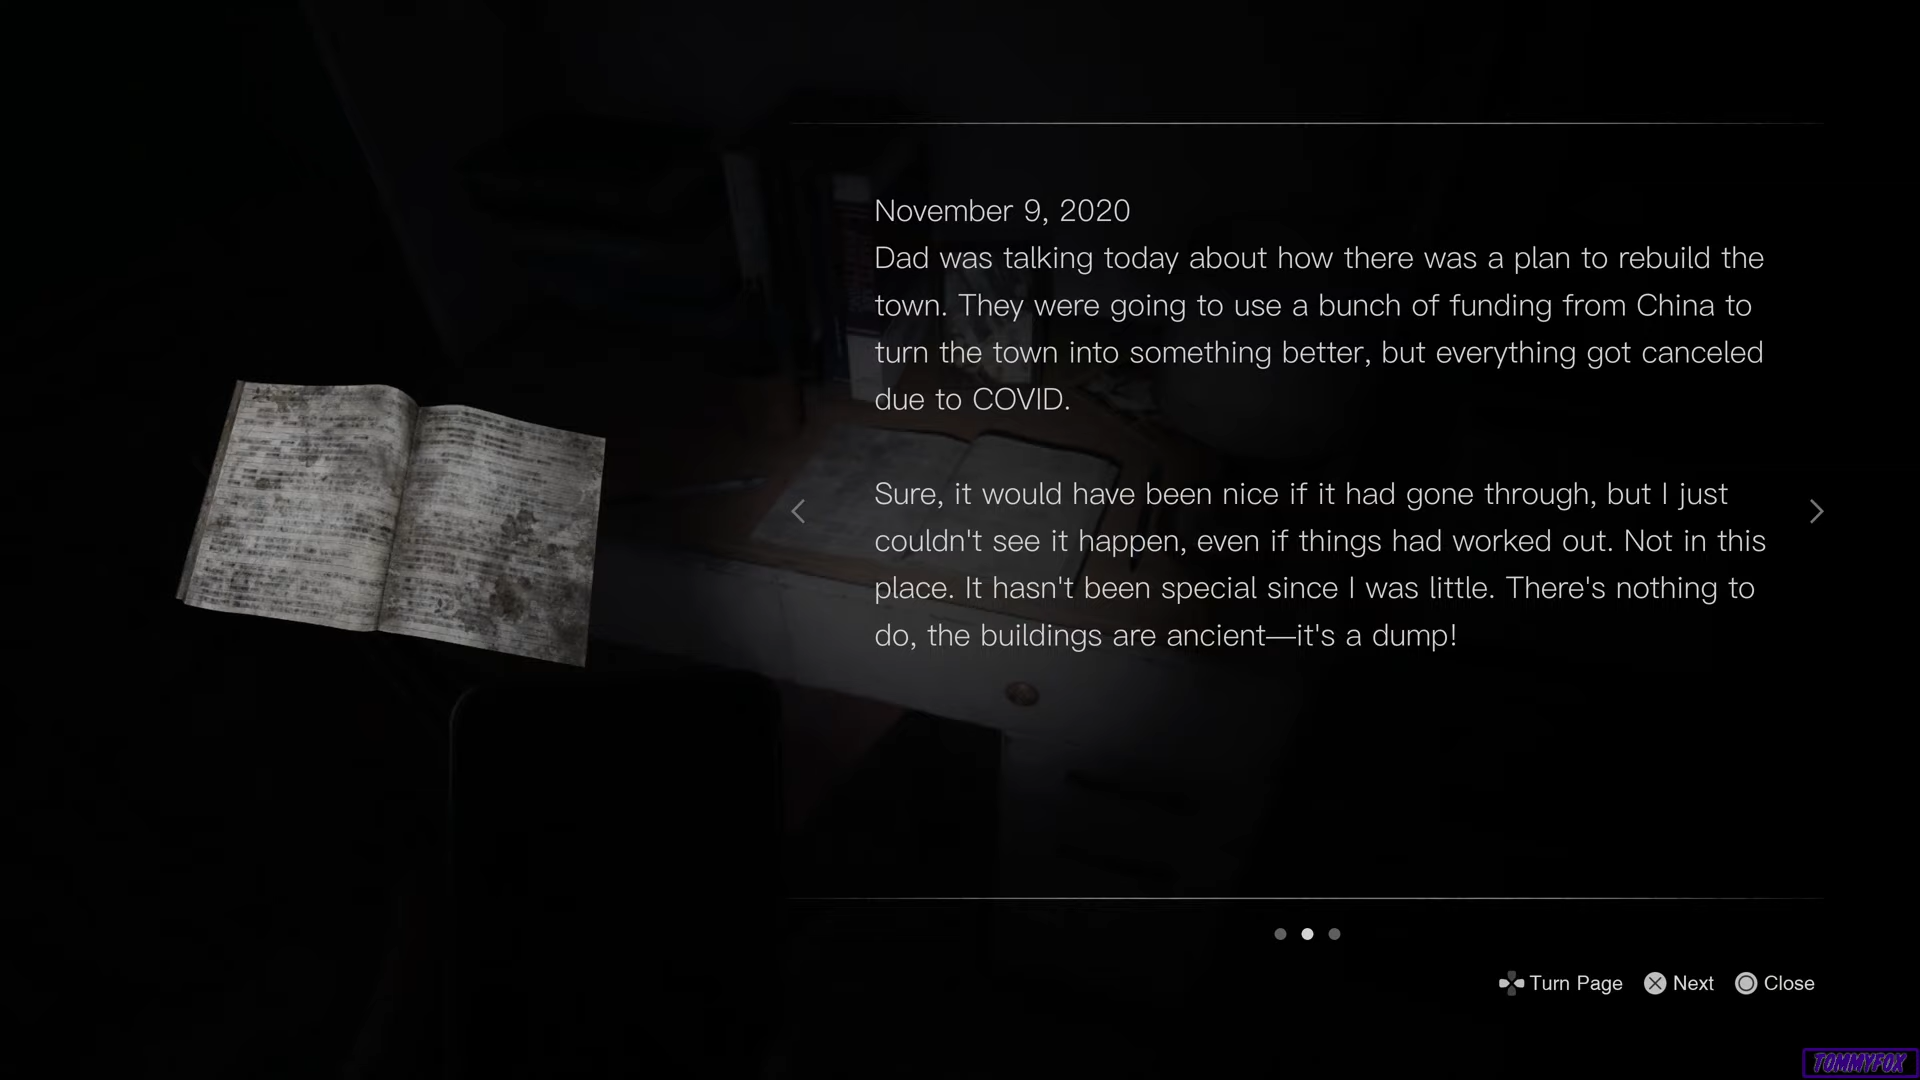 November 9, 2020
Dad was talking today about how there was a plan to rebuild the
town. They were going to use a bunch of funding from China to
turn the town into something better, but everything got canceled
due to COVID.
Sure, it would have been nice if it had gone through, but I just
couldn't see it happen, even if things had worked out. Not in this
place. It hasn't been special since I was little. There's nothing to
do, the buildings are ancient—it's a dump!
Turn Page Next Close
TOMMYFOX